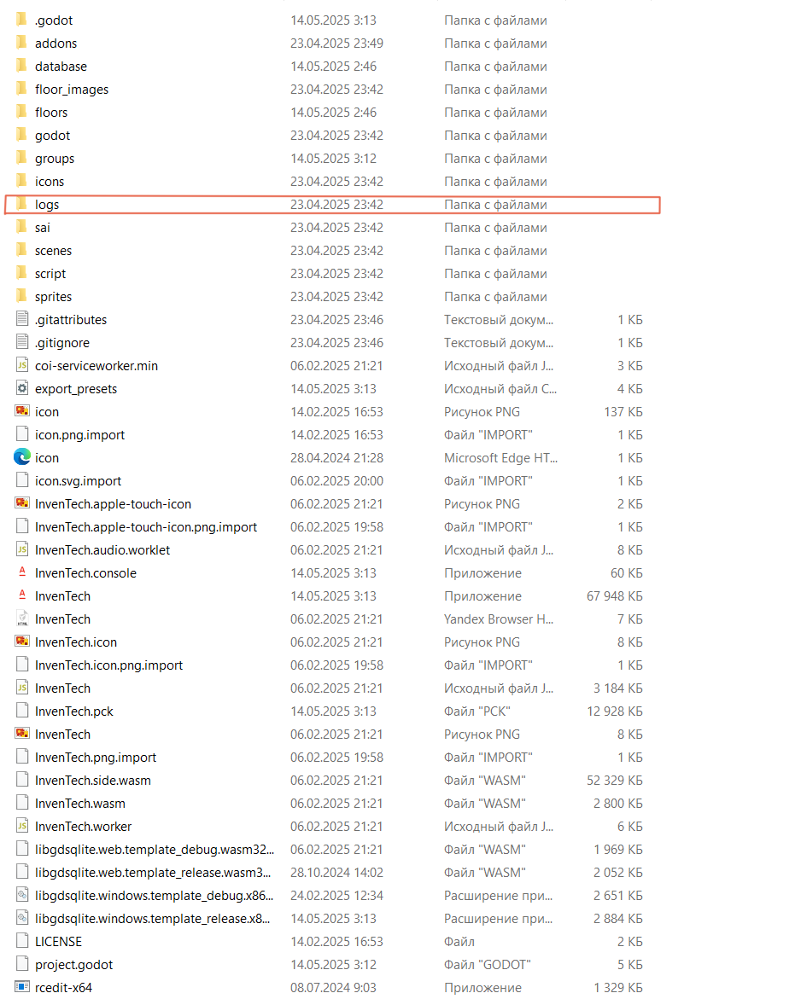 .godot 14.05.2025 3:13 Папка с файлами
addons 23.04.2025 23:49 Папка с файлами
database 14.05.2025 2:46 Папка с файлами
floor_images 23.04.2025 23:42 Папка с файлами
floors 14.05.2025 2:46 Папка с файлами
godot 23.04.2025 23:42 Папка с файлами
groups 14.05.2025 3:12 Папка с файлами
icons 23.04.2025 23:42 Папка с файлами
logs 23.04.2025 23:42 Папка с файлами
sai 23.04.2025 23:42 Папка с файлами
scenes 23.04.2025 23:42 Папка с файлами
script 23.04.2025 23:42 Папка с файлами
sprites 23.04.2025 23:42 Папка с файлами
.gitattributes 23.04.2025 23:46 Текстовый докум... 1 КБ
.gitignore 23.04.2025 23:46 Текстовый докум... 1 КБ
coi-serviceworker.min 06.02.2025 21:21 Исходный файл J... 3 КБ
export_presets 14.05.2025 3:13 Исходный файл C... 4 КБ
icon 14.02.2025 16:53 Рисунок PNG 137 КБ
icon.png.import 14.02.2025 16:53 Файл "IMPORT" 1 КБ
icon 28.04.2024 21:28 Microsoft Edge HT... 1 КБ
icon.svg.import 06.02.2025 20:00 Файл "IMPORT" 1 КБ
InvenTech.apple-touch-icon 06.02.2025 21:21 Рисунок PNG 2 КБ
InvenTech.apple-touch-icon.png.import 06.02.2025 19:58 Файл "IMPORT" 1 КБ
InvenTech.audio.worklet 06.02.2025 21:21 Исходный файл J... 8 КБ
InvenTech.console 14.05.2025 3:13 Приложение 60 КБ
InvenTech 14.05.2025 3:13 Приложение 67 948 КБ
InvenTech 06.02.2025 21:21 Yandex Browser H... 7 КБ
InvenTech.icon 06.02.2025 21:21 Рисунок PNG 8 КБ
InvenTech.icon.png.import 06.02.2025 19:58 Файл "IMPORT" 1 КБ
InvenTech 06.02.2025 21:21 Исходный файл J... 3 184 КБ
InvenTech.pck 14.05.2025 3:13 Файл "PCK" 12 928 КБ
InvenTech 06.02.2025 21:21 Рисунок PNG 8 КБ
InvenTech.png.import 06.02.2025 19:58 Файл "IMPORT" 1 КБ
InvenTech.side.wasm 06.02.2025 21:21 Файл "WASM" 52 329 КБ
InvenTech.wasm 06.02.2025 21:21 Файл "WASM" 2 800 КБ
InvenTech.worker 06.02.2025 21:21 Исходный файл J... 6 КБ
libgdsqlite.web.template_debug.wasm32... 06.02.2025 21:21 Файл "WASM" 1 969 КБ
libgdsqlite.web.template_release.wasm3... 28.10.2024 14:02 Файл "WASM" 2 052 КБ
libgdsqlite.windows.template_debug.x86... 24.02.2025 12:34 Расширение при... 2 651 КБ
libgdsqlite.windows.template_release.x8... 14.05.2025 3:13 Расширение при... 2 884 КБ
LICENSE 14.02.2025 16:53 Файл 2 КБ
project.godot 14.05.2025 3:12 Файл "GODOT" 5 КБ
rcedit-x64 08.07.2024 9:03 Приложение 1 329 КБ